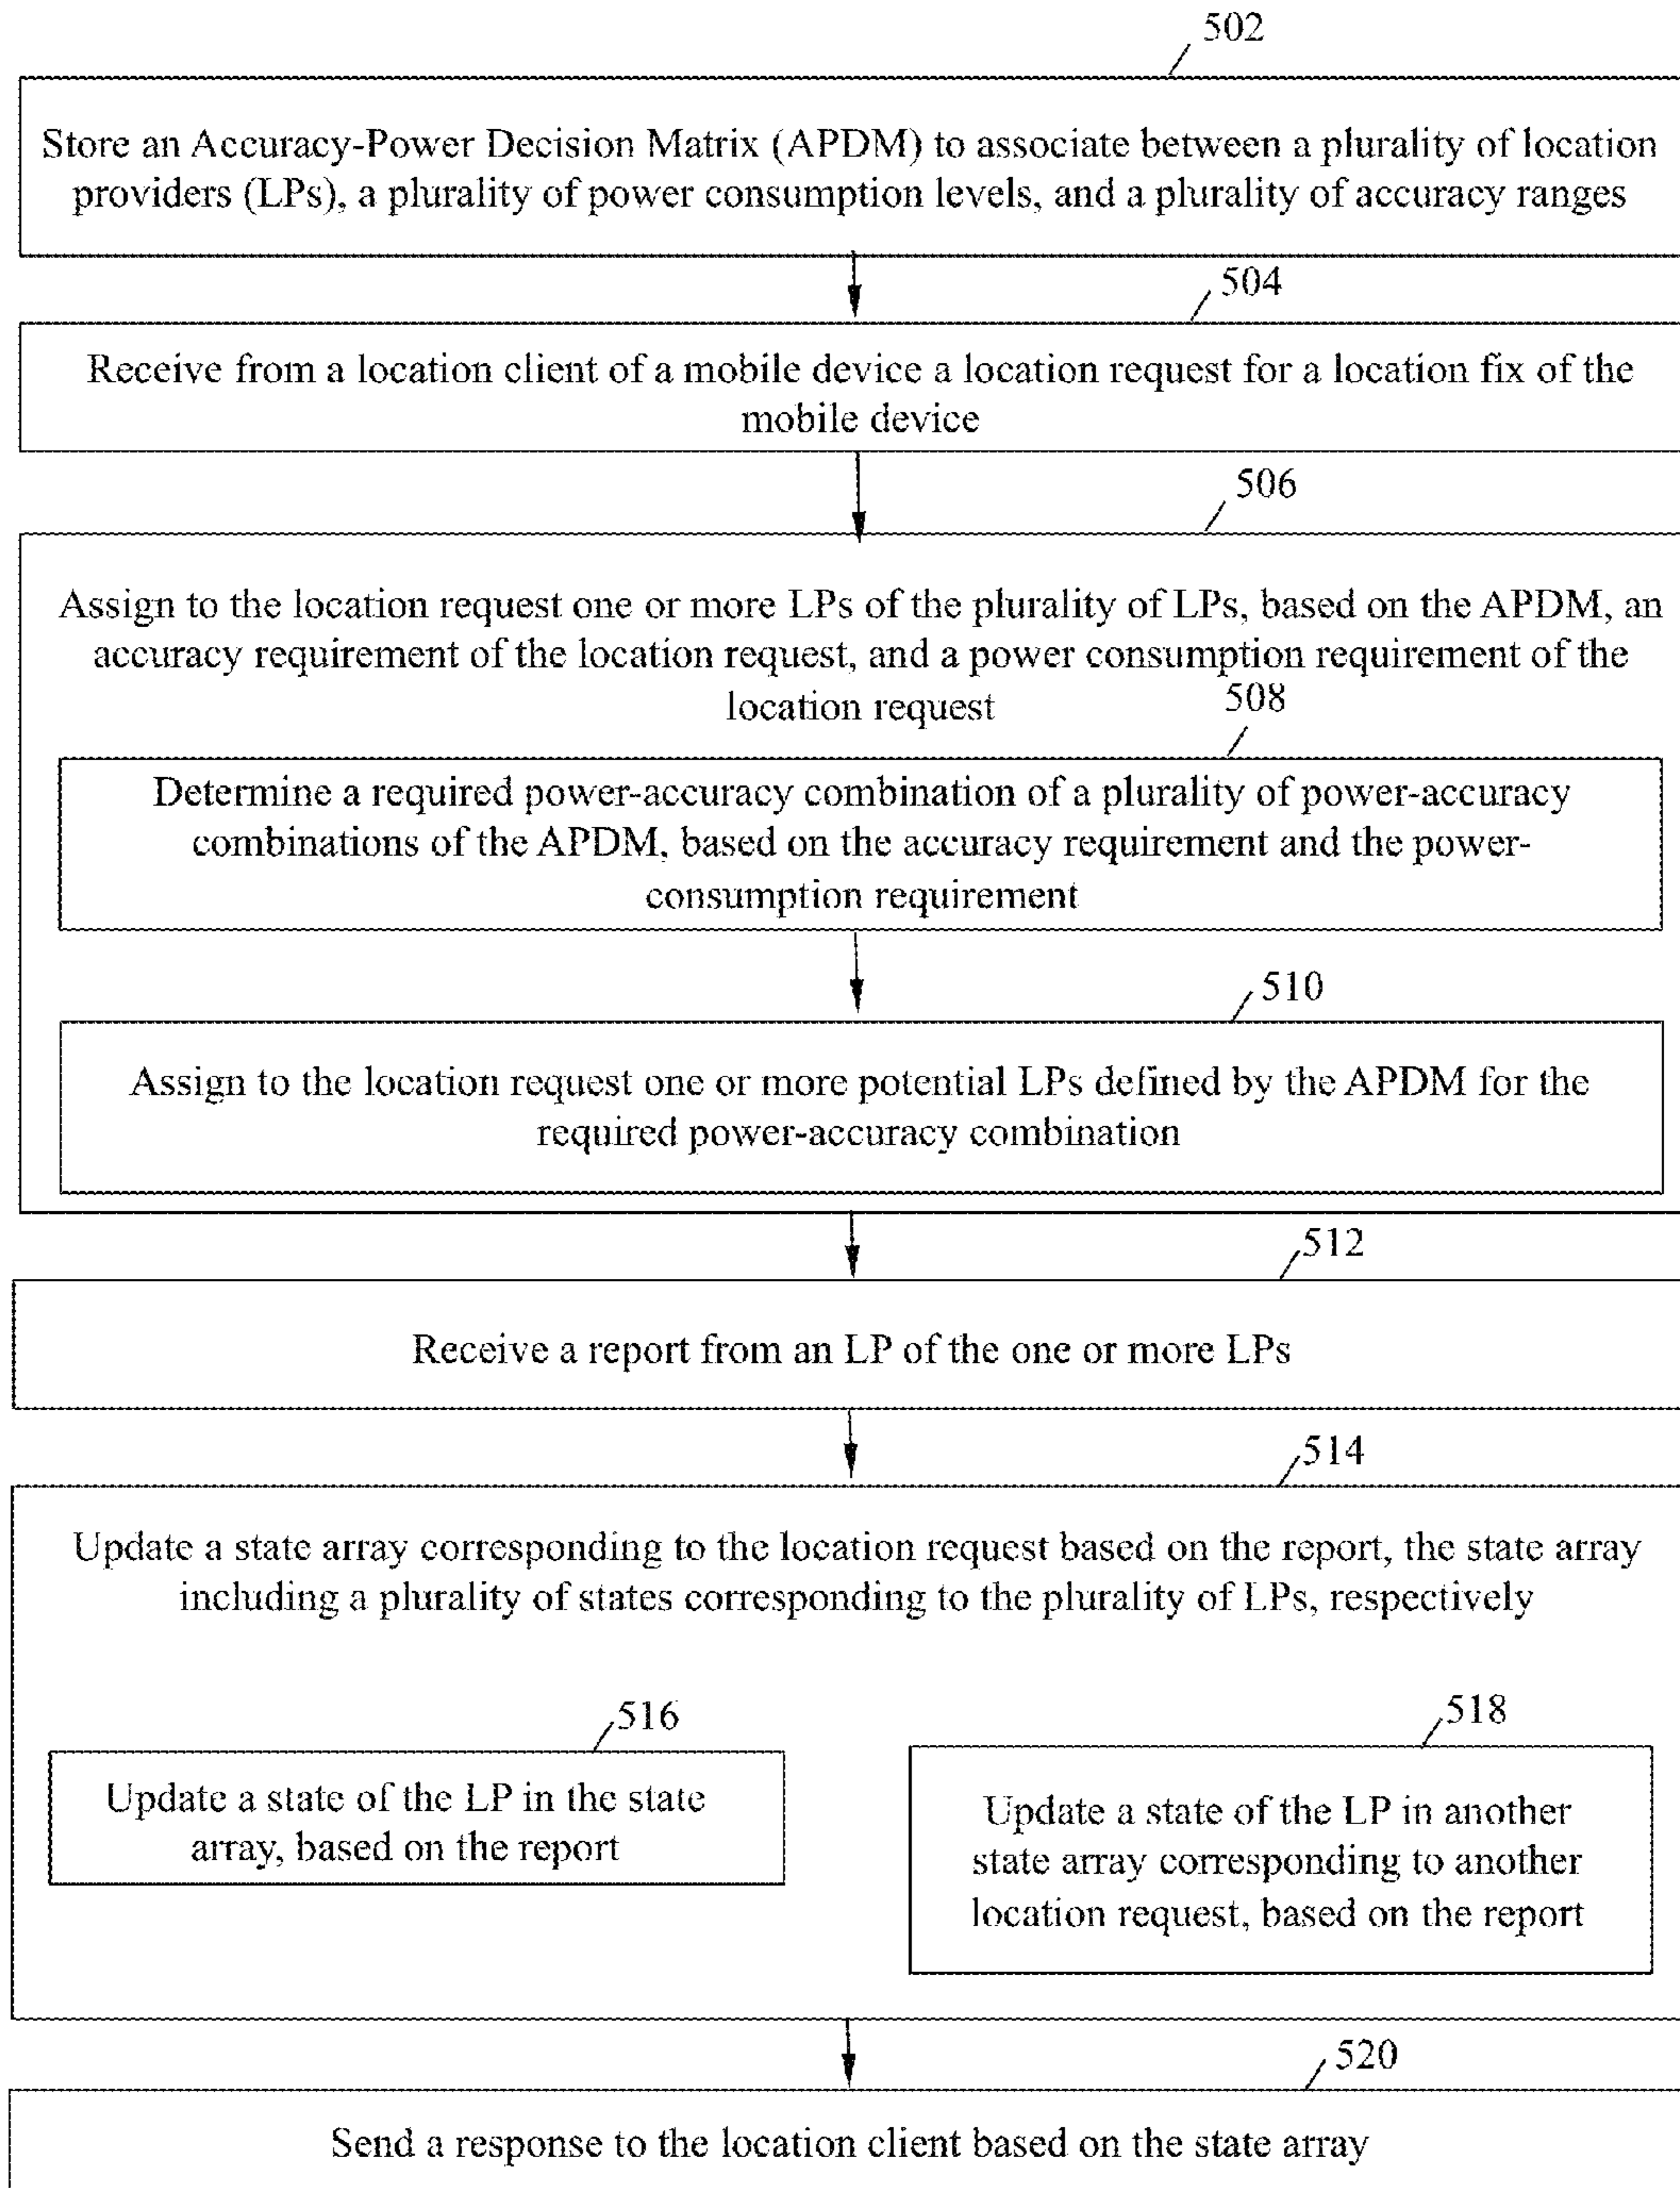 502
Store an Accuracy-Power Decision Matrix (APDM) to associate between a plurality of location
providers (LPs), a plurality of power consumption levels, and a plurality of accuracy ranges
504
Receive from a location client of a mobile device a location request for a location fix of the
mobile device
506
Assign to the location request one or more LPs of the plurality of LPs, based on the APDM, an
accuracy requirement of the location request, and a power consumption requirement of the
location request
508
Determine a required power-accuracy combination of a plurality of power-accuracy
combinations of the APDM, based on the accuracy requirement and the power-
consumption requirement
510
Assign to the location request one or more potential LPs defined by the APDM for the
required power-accuracy combination
512
Receive a report from an LP of the one or more LPs
514
Update a state array corresponding to the location request based on the report, the state array
including a plurality of states corresponding to the plurality of LPs, respectively
516
Update a state of the LP in the state
array, based on the report
518
Update a state of the LP in another
state array corresponding to another
location request, based on the report
520
Send a response to the location client based on the state array